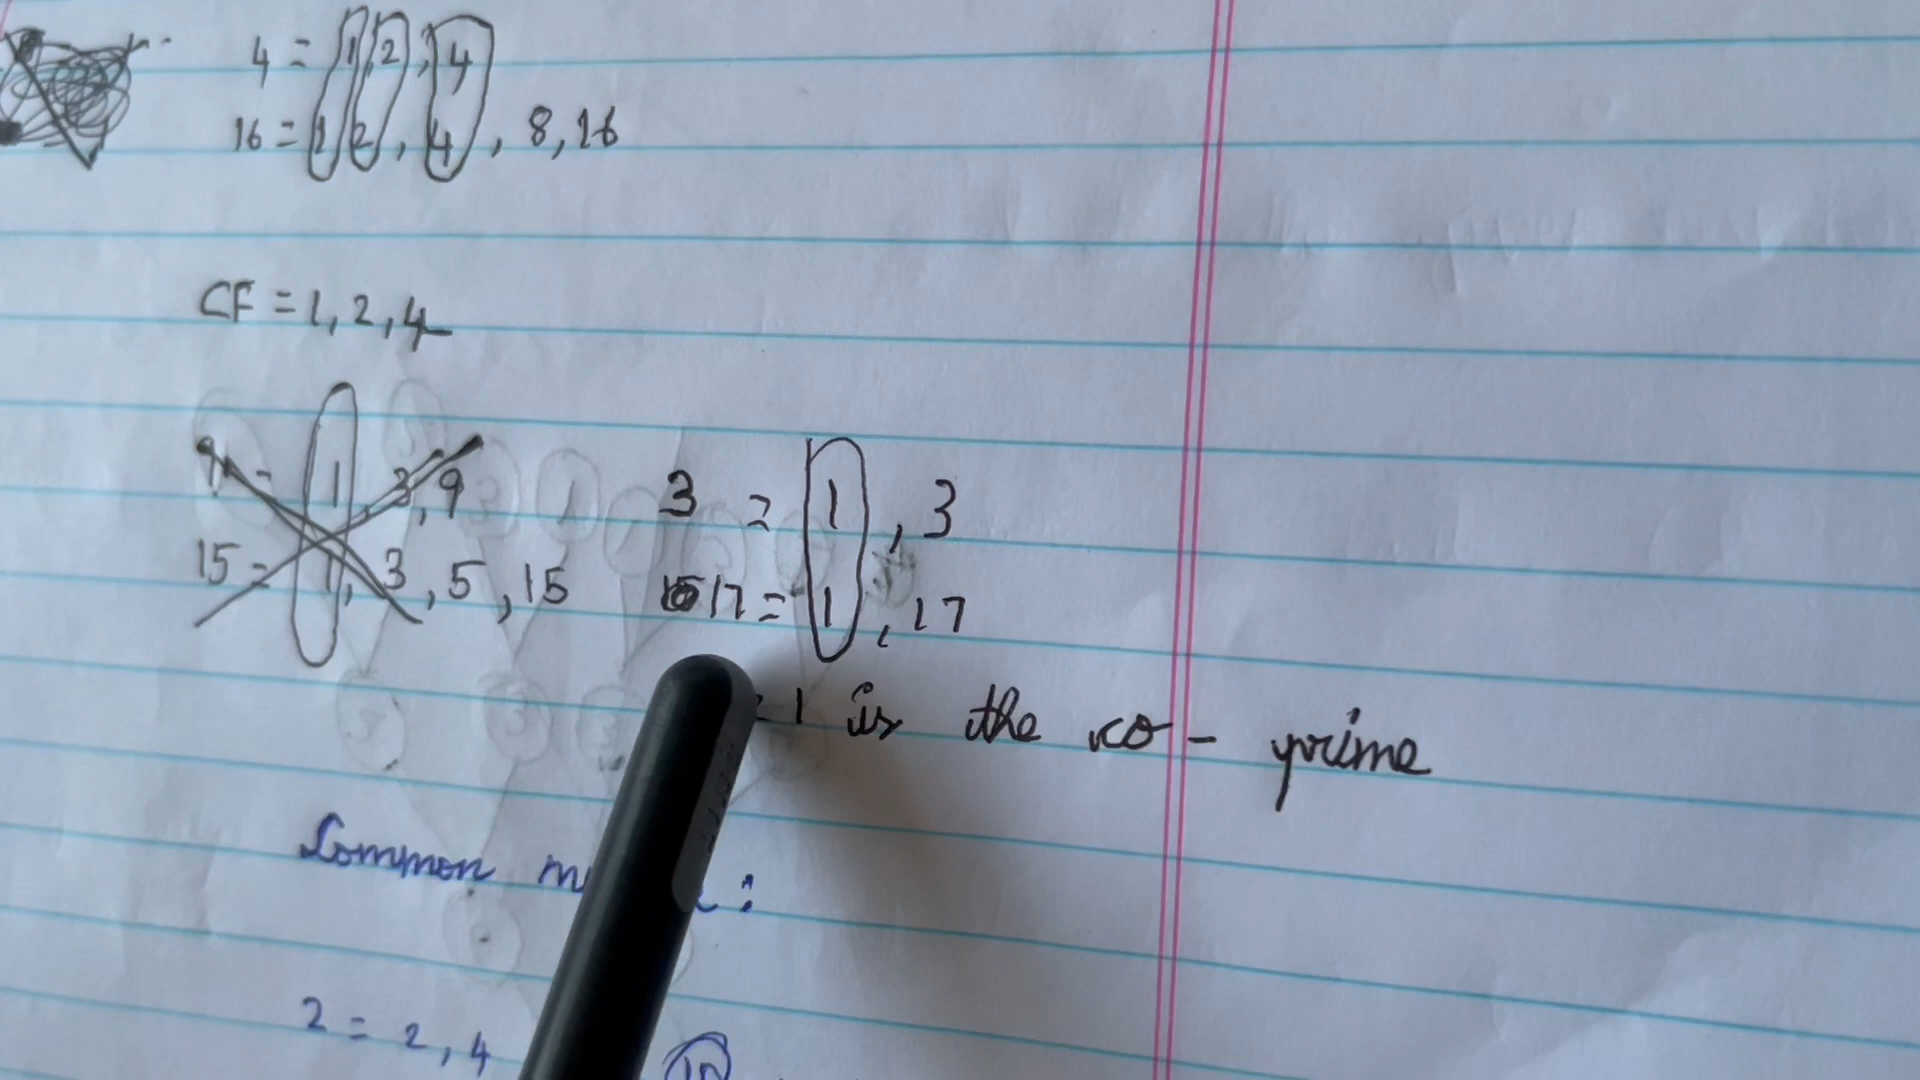 4 = 1, 2, 4
16 = 1 2, 4, 8, 16
CF = 1, 2, 4
9 = 1, 3, 9
15 = 1, 3, 5, 15
3 = 1, 3
17 = 1, 17
= 1 is the co - prime
Common :
2 = 2, 4
10